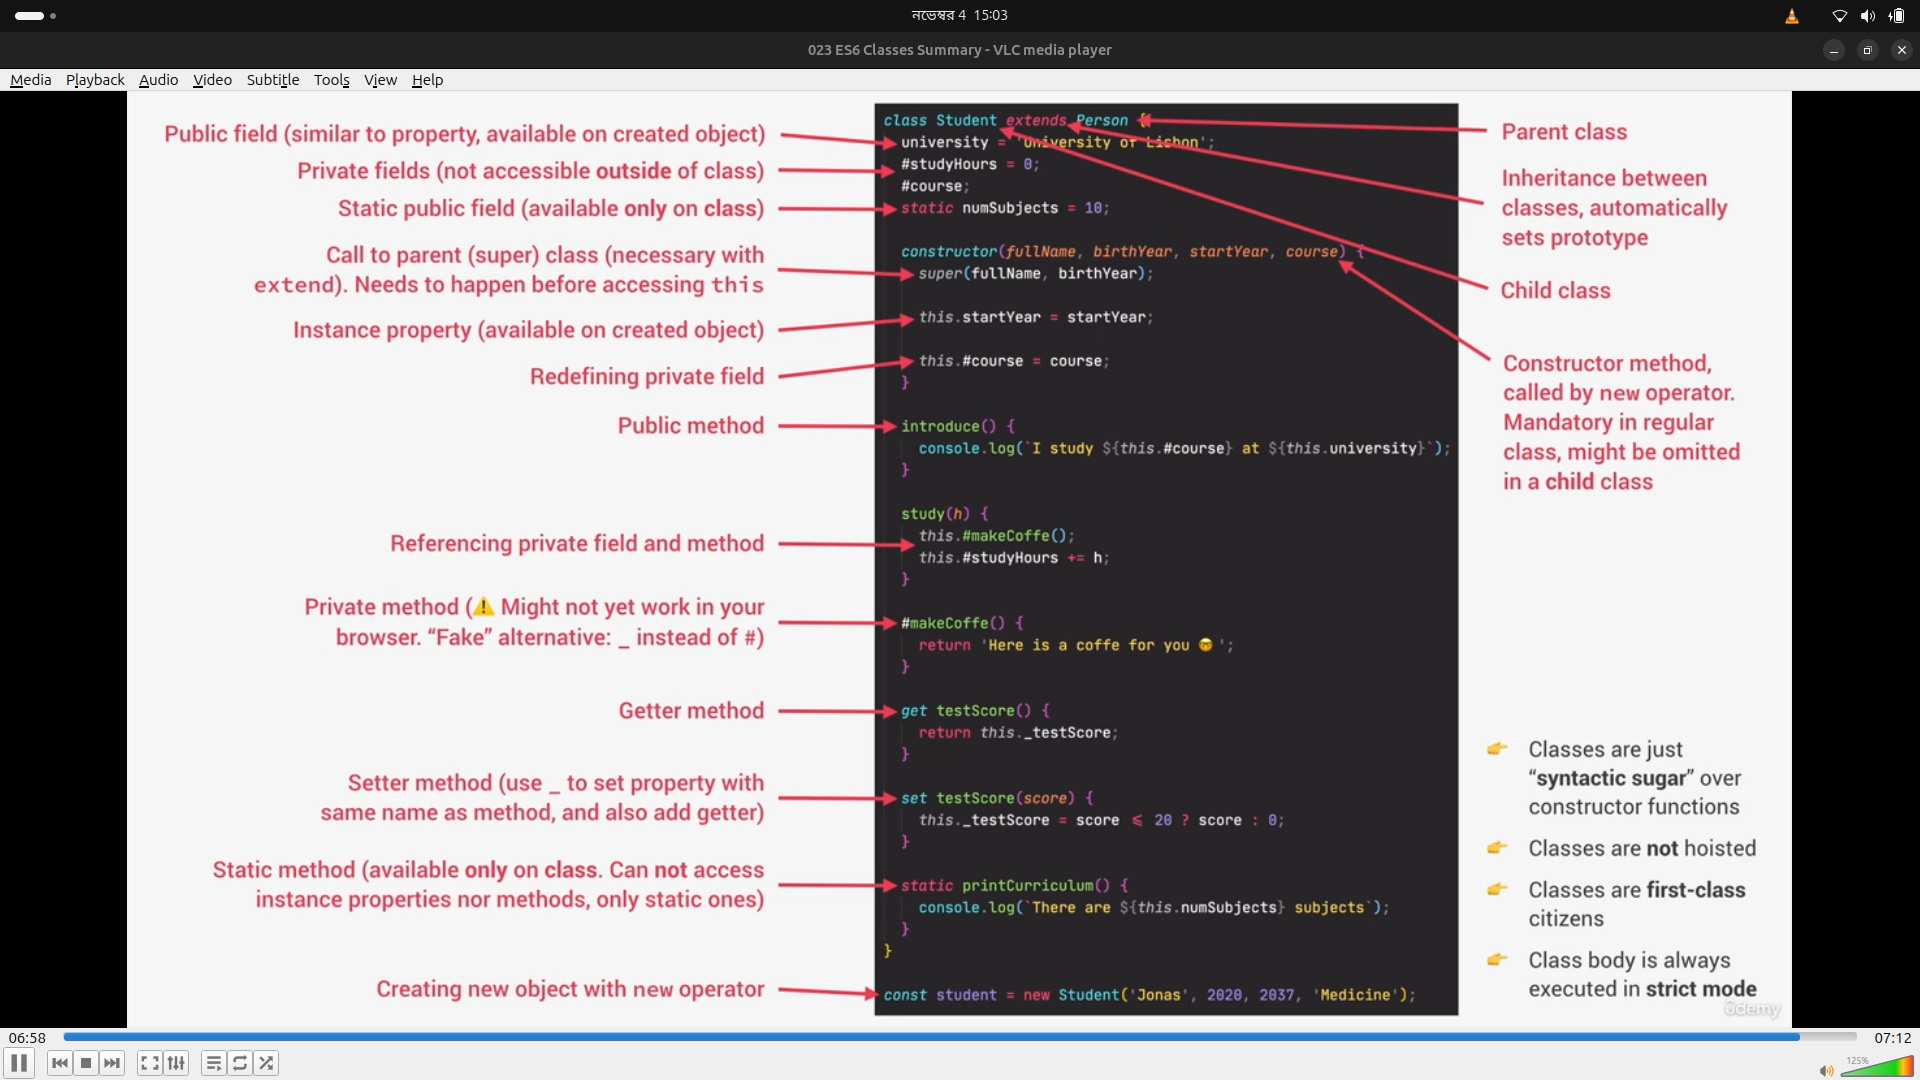 নভেম্বর 4 15:03
023 ES6 Classes Summary - VLC media player
Media Playback Audio Video Subtitle Tools View Help
Public field (similar to property, available on created object)
Private fields (not accessible outside of class)
Static public field (available only on class)
Call to parent (super) class (necessary with
extend). Needs to happen before accessing this
Instance property (available on created object)
Redefining private field
Public method
Referencing private field and method
Private method (⚠️ Might not yet work in your
browser. “Fake” alternative: _ instead of #)
Getter method
Setter method (use _ to set property with
same name as method, and also add getter)
Static method (available only on class. Can not access
instance properties nor methods, only static ones)
Creating new object with new operator
class Student extends Person {
university = 'University of Lisbon';
#studyHours = 0;
#course;
static numSubjects = 10;
constructor(fullName, birthYear, startYear, course) {
super(fullName, birthYear);
this.startYear = startYear;
this.#course = course;
}
introduce() {
console.log(`I study ${this.#course} at ${this.university}`);
}
study(h) {
this.#makeCoffe();
this.#studyHours += h;
}
#makeCoffe() {
return 'Here is a coffe for you 🤓';
}
get testScore() {
return this._testScore;
}
set testScore(score) {
this._testScore = score ≤ 20 ? score : 0;
}
static printCurriculum() {
console.log(`There are ${this.numSubjects} subjects`);
}
}
const student = new Student('Jonas', 2020, 2037, 'Medicine');
Parent class
Inheritance between
classes, automatically
sets prototype
Child class
Constructor method,
called by new operator.
Mandatory in regular
class, might be omitted
in a child class
👉 Classes are just
“syntactic sugar” over
constructor functions
👉 Classes are not hoisted
👉 Classes are first-class
citizens
👉 Class body is always
executed in strict mode
ûdemy
06:58
07:12
125%